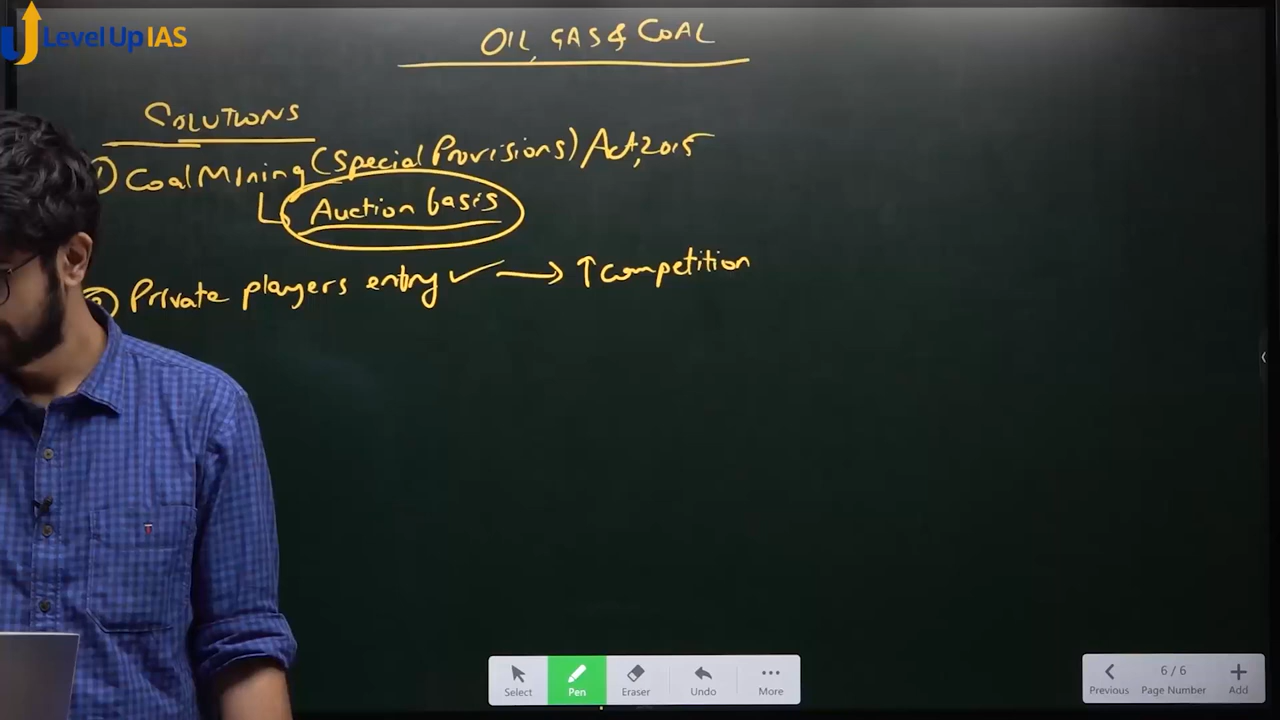 Level Up IAS
OIL, GAS & COAL
SOLUTIONS
1) Coal Mining (Special Provisions) Act, 2015
Auction basis
2) Private players entry ✓ → ↑ competition
Select
Pen
Eraser
Undo
More
Previous
6/6
Page Number
Add